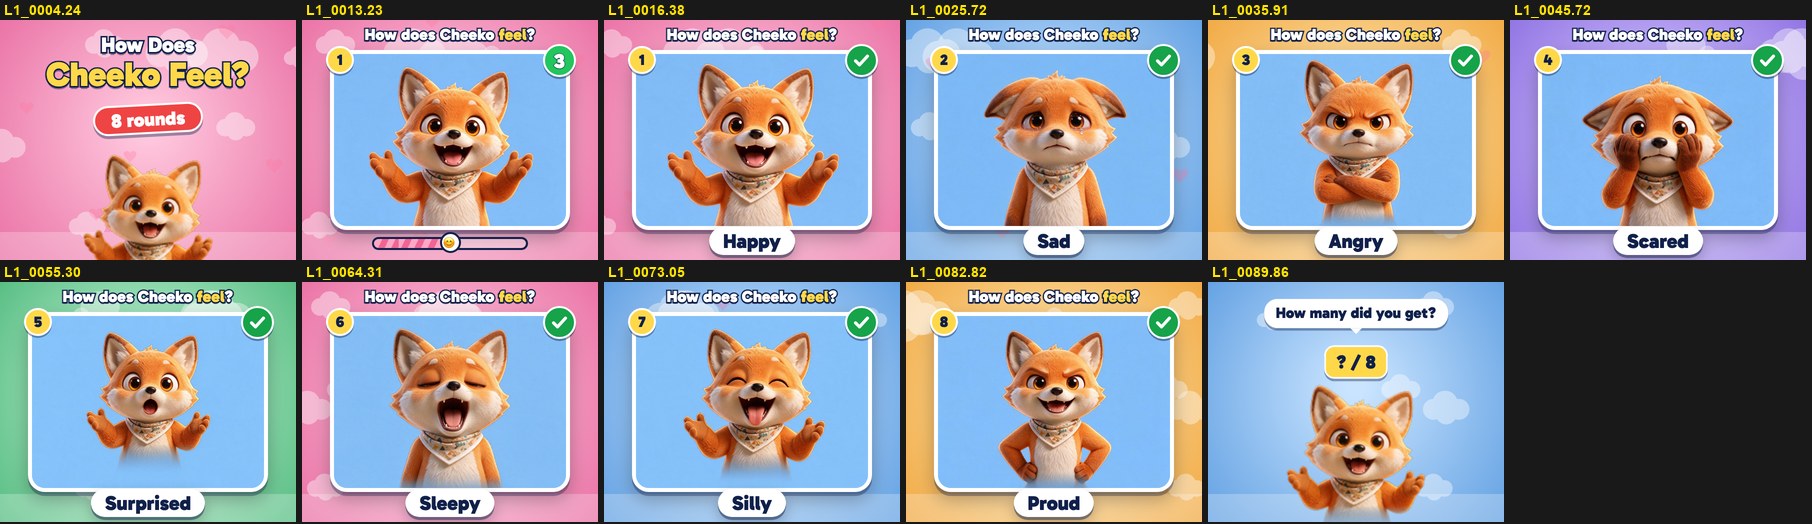 L1_0004.24
How Does
Cheeko Feel?
8 rounds
L1_0013.23
How does Cheeko feel?
1
3
L1_0016.38
How does Cheeko feel?
1
Happy
L1_0025.72
How does Cheeko feel?
2
Sad
L1_0035.91
How does Cheeko feel?
3
Angry
L1_0045.72
How does Cheeko feel?
4
Scared
L1_0055.30
How does Cheeko feel?
5
Surprised
L1_0064.31
How does Cheeko feel?
6
Sleepy
L1_0073.05
How does Cheeko feel?
7
Silly
L1_0082.82
How does Cheeko feel?
8
Proud
L1_0089.86
How many did you get?
? / 8